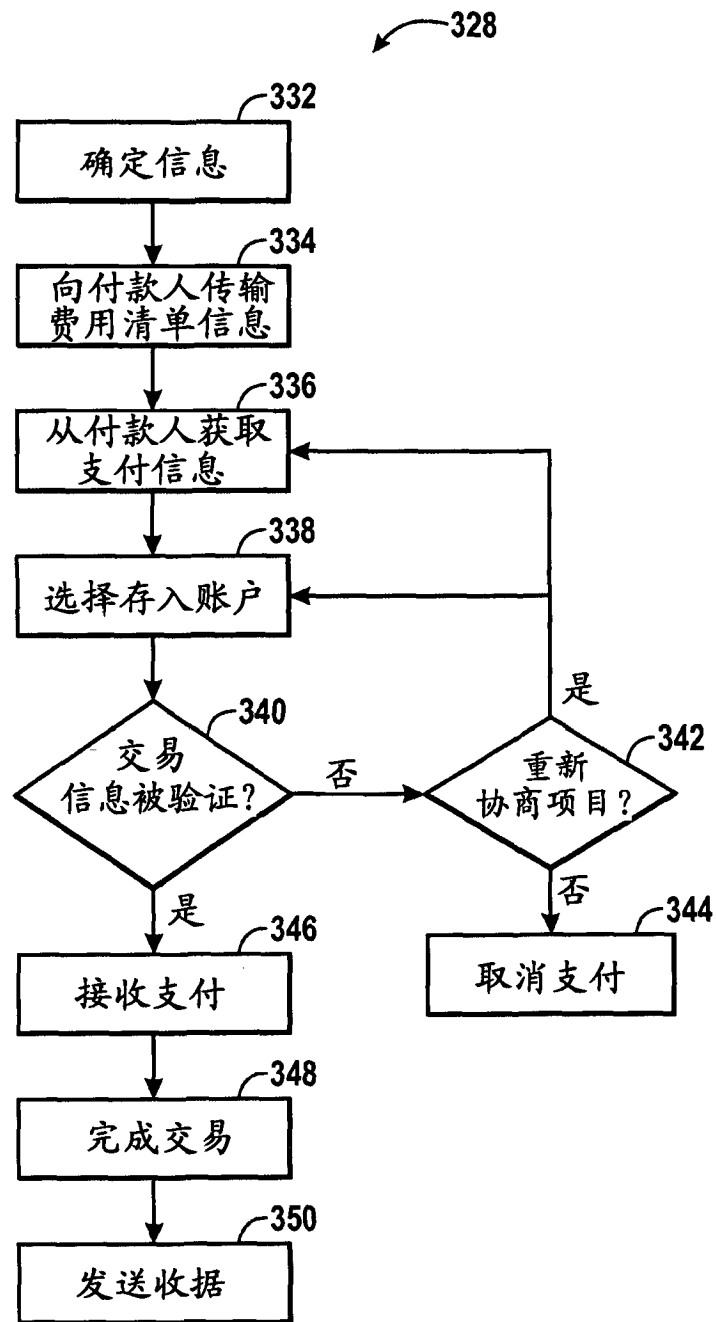 328
332
确定信息
334
向付款人传输
费用清单信息
336
从付款人获取
支付信息
338
选择存入账户
340
交易
信息被验证?
否
是
342
重新
协商项目?
是
否
344
取消支付
346
接收支付
348
完成交易
350
发送收据